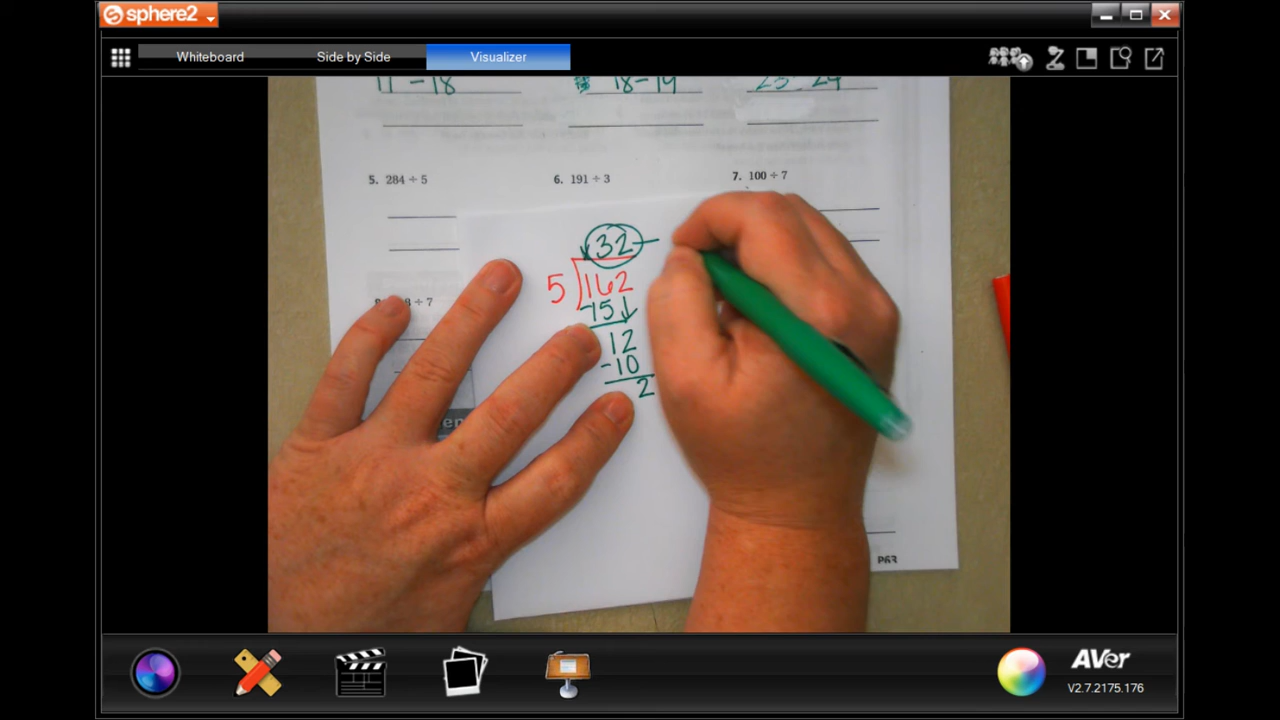 sphere2
Whiteboard Side by Side Visualizer
17 - 18 18-19 23-24
5. 284 ÷ 5 6. 191 ÷ 3 7. 100 ÷ 7
32
5 162
-15
12
-10
2
8 ÷ 7
P63
AVer
V2.7.2175.176